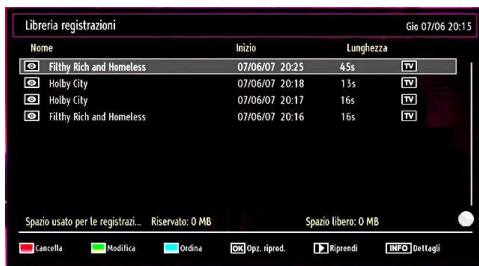 Libreria registrazioni Gio 07/06 20:15
Nome Inizio Lunghezza
Filthy Rich and Homeless 07/06/07 20:25 45s TV
Holby City 07/06/07 20:18 13s TV
Holby City 07/06/07 20:17 16s TV
Filthy Rich and Homeless 07/06/07 20:16 16s TV
Spazio usato per le registrazi... Riservato: 0 MB Spazio libero: 0 MB
Cancella Modifica Ordina OK Opz. riprod. Riprendi INFO Dettagli